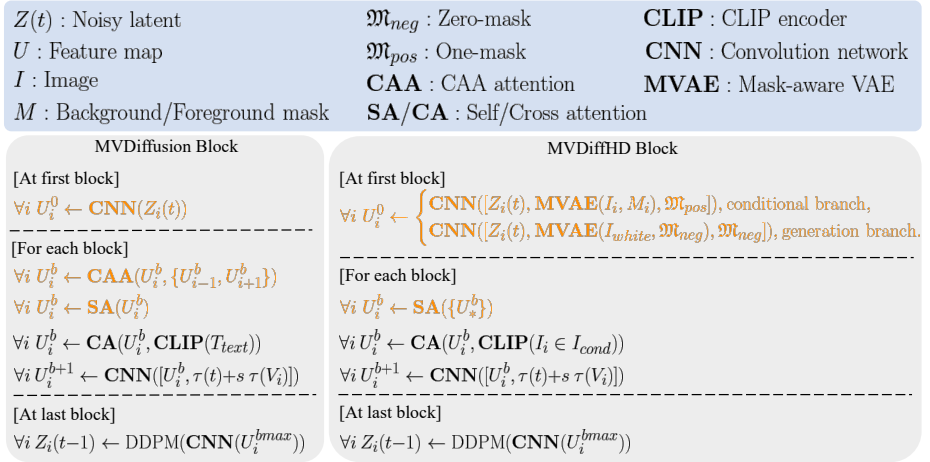 Z(t) : Noisy latent
U : Feature map
I : Image
M : Background/Foreground mask
𝔐_neg : Zero-mask
𝔐_pos : One-mask
CAA : CAA attention
SA/CA : Self/Cross attention
CLIP : CLIP encoder
CNN : Convolution network
MVAE : Mask-aware VAE
MVDiffusion Block
[At first block]
∀i U_i^0 ← CNN(Z_i(t))
[For each block]
∀i U_i^b ← CAA(U_i^b, {U_{i−1}^b, U_{i+1}^b})
∀i U_i^b ← SA(U_i^b)
∀i U_i^b ← CA(U_i^b, CLIP(T_text))
∀i U_i^{b+1} ← CNN([U_i^b, τ(t)+s τ(V_i)])
[At last block]
∀i Z_i(t−1) ← DDPM(CNN(U_i^{bmax}))
MVDiffHD Block
[At first block]
∀i U_i^0 ← { CNN([Z_i(t), MVAE(I_i, M_i), 𝔐_pos]), conditional branch,
CNN([Z_i(t), MVAE(I_white, 𝔐_neg), 𝔐_neg]), generation branch.
[For each block]
∀i U_i^b ← SA({U_*^b})
∀i U_i^b ← CA(U_i^b, CLIP(I_i ∈ I_cond))
∀i U_i^{b+1} ← CNN([U_i^b, τ(t)+s τ(V_i)])
[At last block]
∀i Z_i(t−1) ← DDPM(CNN(U_i^{bmax}))